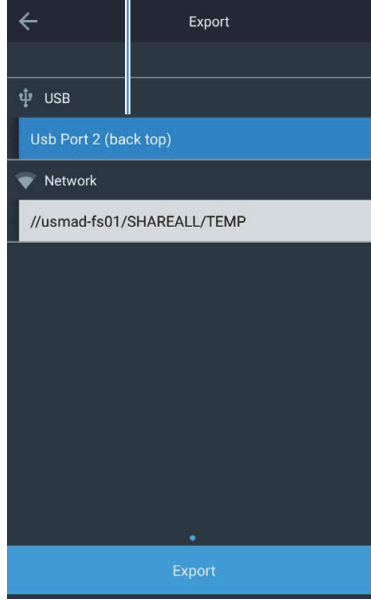 Export
USB
Usb Port 2 (back top)
Network
//usmad-fs01/SHAREALL/TEMP
Export